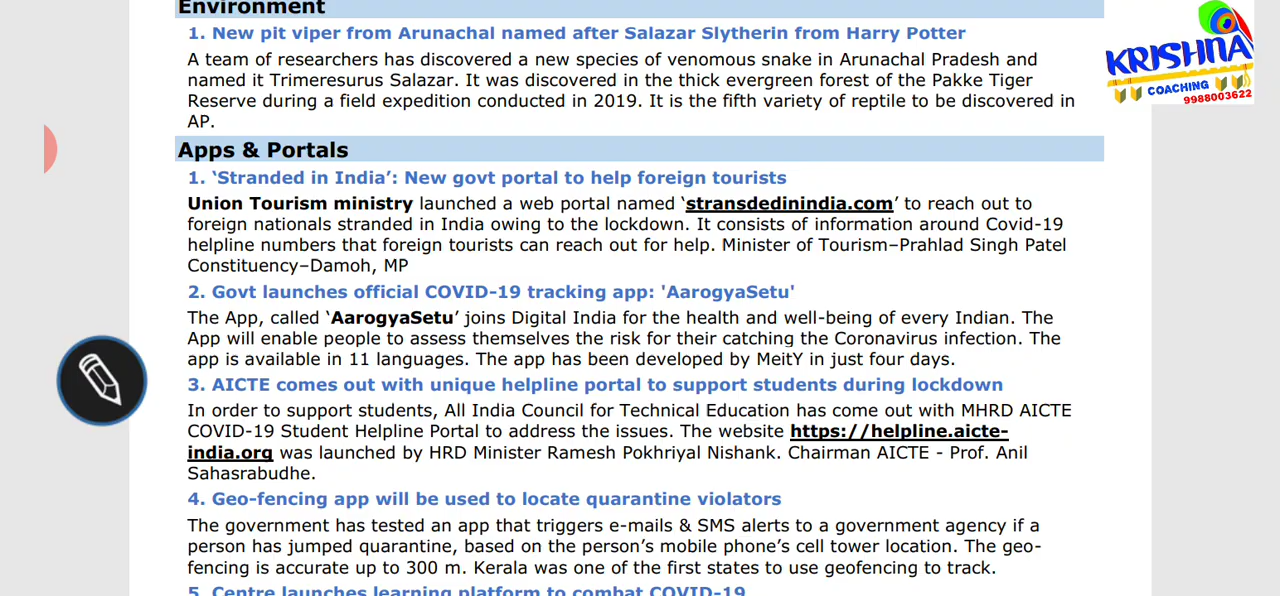 Environment
1. New pit viper from Arunachal named after Salazar Slytherin from Harry Potter
A team of researchers has discovered a new species of venomous snake in Arunachal Pradesh and
named it Trimeresurus Salazar. It was discovered in the thick evergreen forest of the Pakke Tiger
Reserve during a field expedition conducted in 2019. It is the fifth variety of reptile to be discovered in
AP.
KRISHNA
COACHING
9988003622
Apps & Portals
1. ‘Stranded in India’: New govt portal to help foreign tourists
Union Tourism ministry launched a web portal named ‘stransdedinindia.com’ to reach out to
foreign nationals stranded in India owing to the lockdown. It consists of information around Covid-19
helpline numbers that foreign tourists can reach out for help. Minister of Tourism–Prahlad Singh Patel
Constituency–Damoh, MP
2. Govt launches official COVID-19 tracking app: 'AarogyaSetu'
The App, called ‘AarogyaSetu’ joins Digital India for the health and well-being of every Indian. The
App will enable people to assess themselves the risk for their catching the Coronavirus infection. The
app is available in 11 languages. The app has been developed by MeitY in just four days.
3. AICTE comes out with unique helpline portal to support students during lockdown
In order to support students, All India Council for Technical Education has come out with MHRD AICTE
COVID-19 Student Helpline Portal to address the issues. The website https://helpline.aicte-
india.org was launched by HRD Minister Ramesh Pokhriyal Nishank. Chairman AICTE - Prof. Anil
Sahasrabudhe.
4. Geo-fencing app will be used to locate quarantine violators
The government has tested an app that triggers e-mails & SMS alerts to a government agency if a
person has jumped quarantine, based on the person’s mobile phone’s cell tower location. The geo-
fencing is accurate up to 300 m. Kerala was one of the first states to use geofencing to track.
5. Centre launches learning platform to combat COVID-19